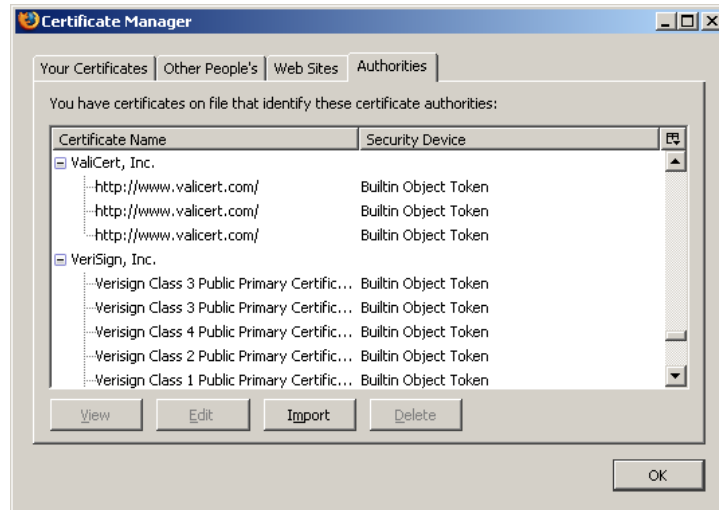 Certificate Manager
Your Certificates Other People's Web Sites Authorities
You have certificates on file that identify these certificate authorities:
Certificate Name Security Device
ValiCert, Inc.
http://www.valicert.com/ Builtin Object Token
http://www.valicert.com/ Builtin Object Token
http://www.valicert.com/ Builtin Object Token
VeriSign, Inc.
Verisign Class 3 Public Primary Certific... Builtin Object Token
Verisign Class 3 Public Primary Certific... Builtin Object Token
Verisign Class 4 Public Primary Certific... Builtin Object Token
Verisign Class 2 Public Primary Certific... Builtin Object Token
Verisign Class 1 Public Primary Certific... Builtin Object Token
View Edit Import Delete
OK